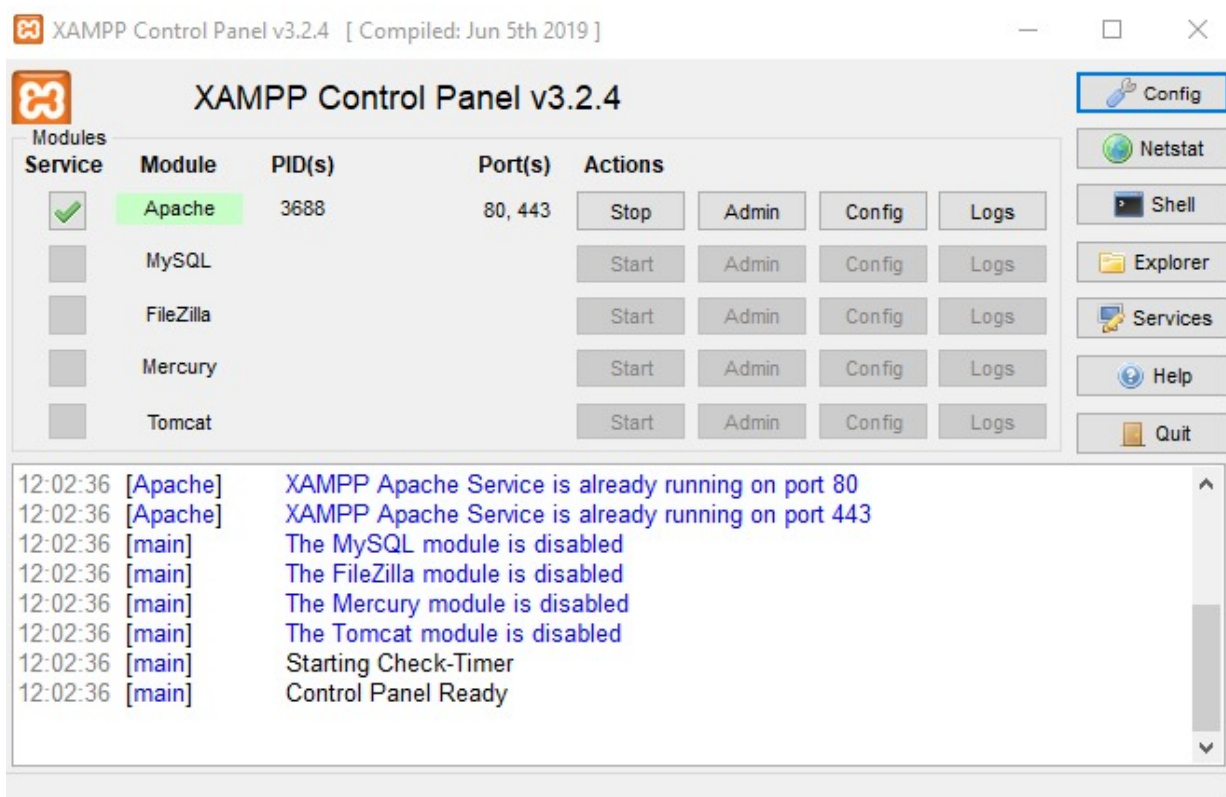 XAMPP Control Panel v3.2.4 [ Compiled: Jun 5th 2019 ]
XAMPP Control Panel v3.2.4
Config
Modules
Service Module PID(s) Port(s) Actions
Netstat
Apache 3688 80, 443 Stop Admin Config Logs
Shell
MySQL Start Admin Config Logs
Explorer
FileZilla Start Admin Config Logs
Services
Mercury Start Admin Config Logs
Help
Tomcat Start Admin Config Logs
Quit
12:02:36 [Apache] XAMPP Apache Service is already running on port 80
12:02:36 [Apache] XAMPP Apache Service is already running on port 443
12:02:36 [main] The MySQL module is disabled
12:02:36 [main] The FileZilla module is disabled
12:02:36 [main] The Mercury module is disabled
12:02:36 [main] The Tomcat module is disabled
12:02:36 [main] Starting Check-Timer
12:02:36 [main] Control Panel Ready